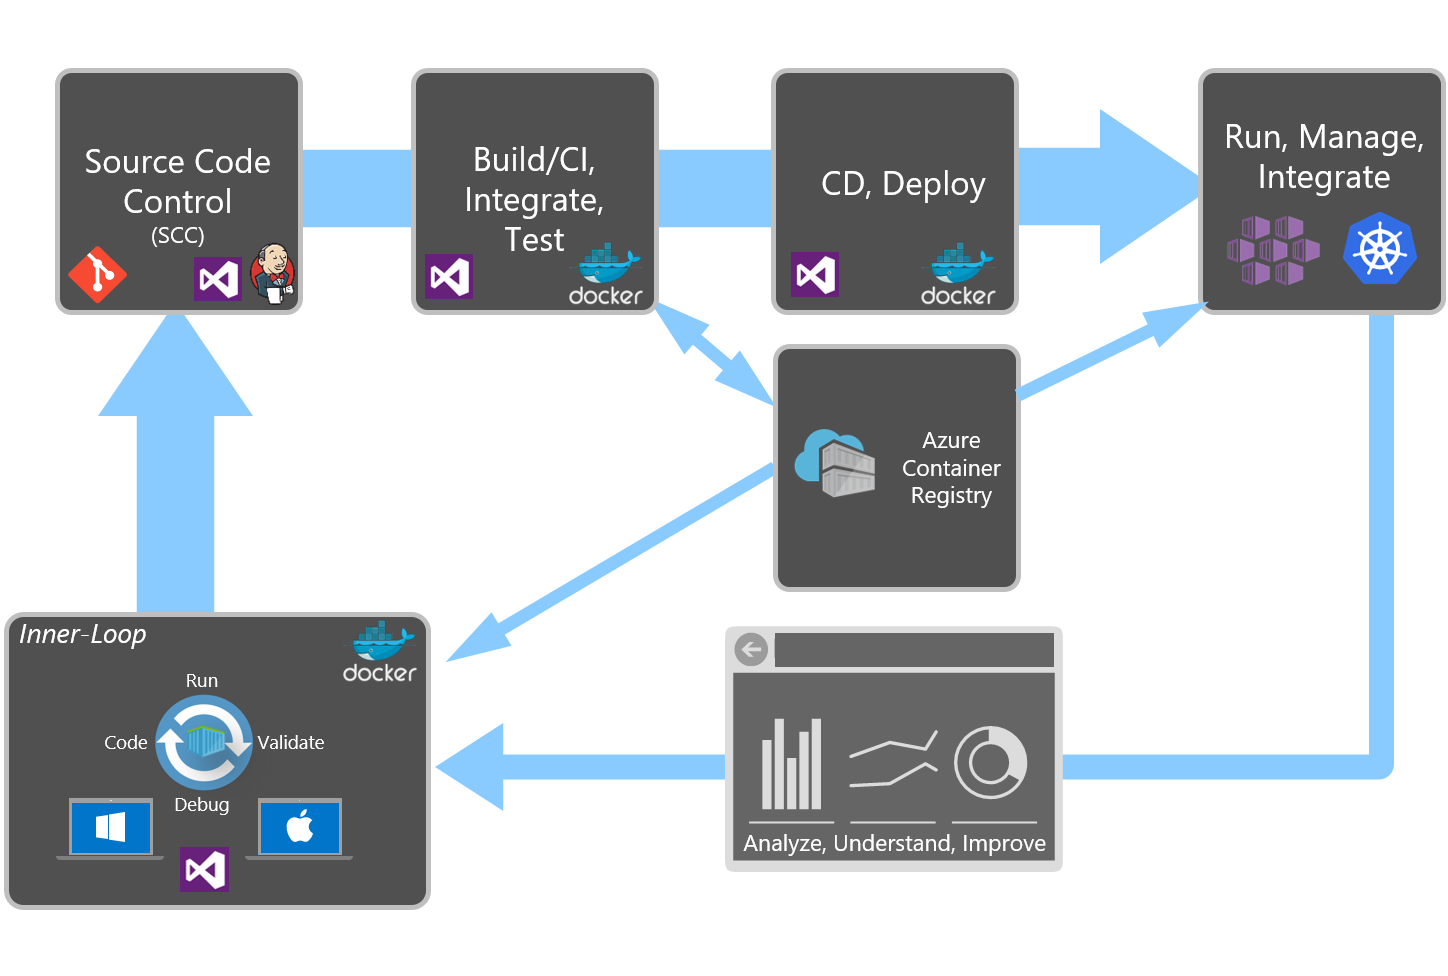 Source Code
Control
(SCC)
Build/CI,
Integrate,
Test
docker
CD, Deploy
docker
Run, Manage,
Integrate
Azure
Container
Registry
Inner-Loop
docker
Run
Code
Validate
Debug
Analyze, Understand, Improve